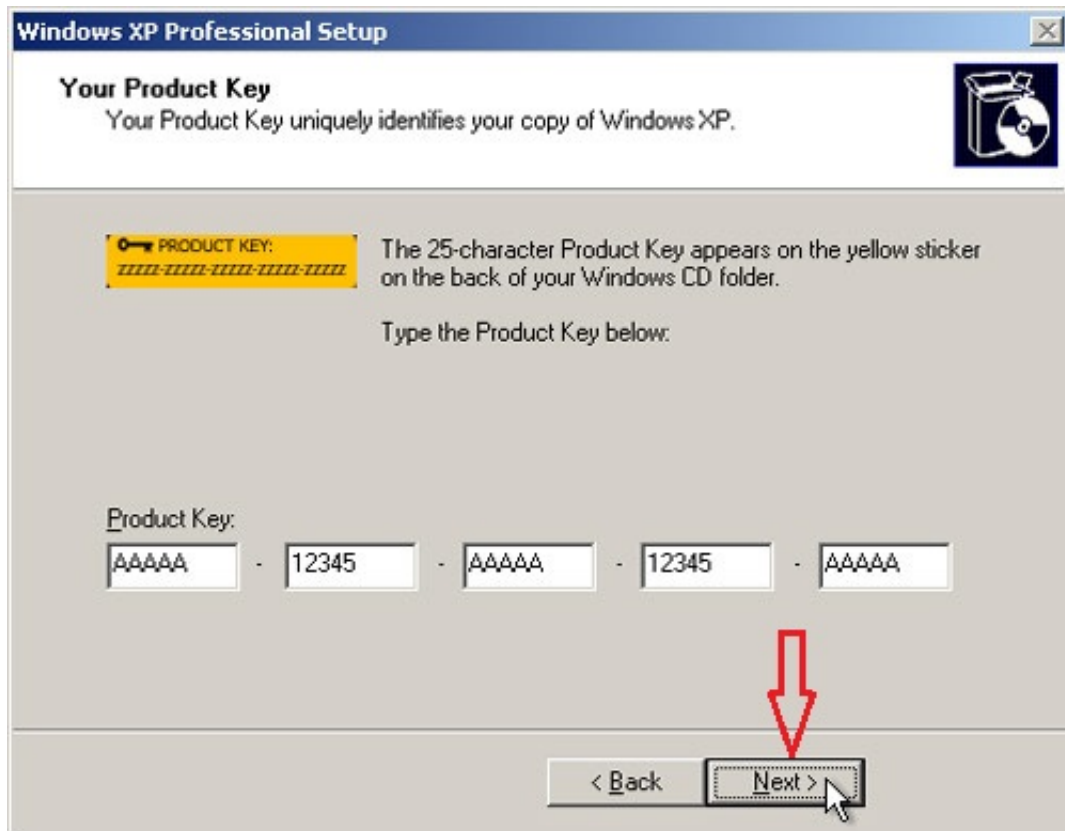 Windows XP Professional Setup
Your Product Key
Your Product Key uniquely identifies your copy of Windows XP.
PRODUCT KEY:
zzzzz-zzzzz-zzzzz-zzzzz-zzzzz
The 25-character Product Key appears on the yellow sticker
on the back of your Windows CD folder.
Type the Product Key below:
Product Key:
AAAAA - 12345 - AAAAA - 12345 - AAAAA
< Back Next >